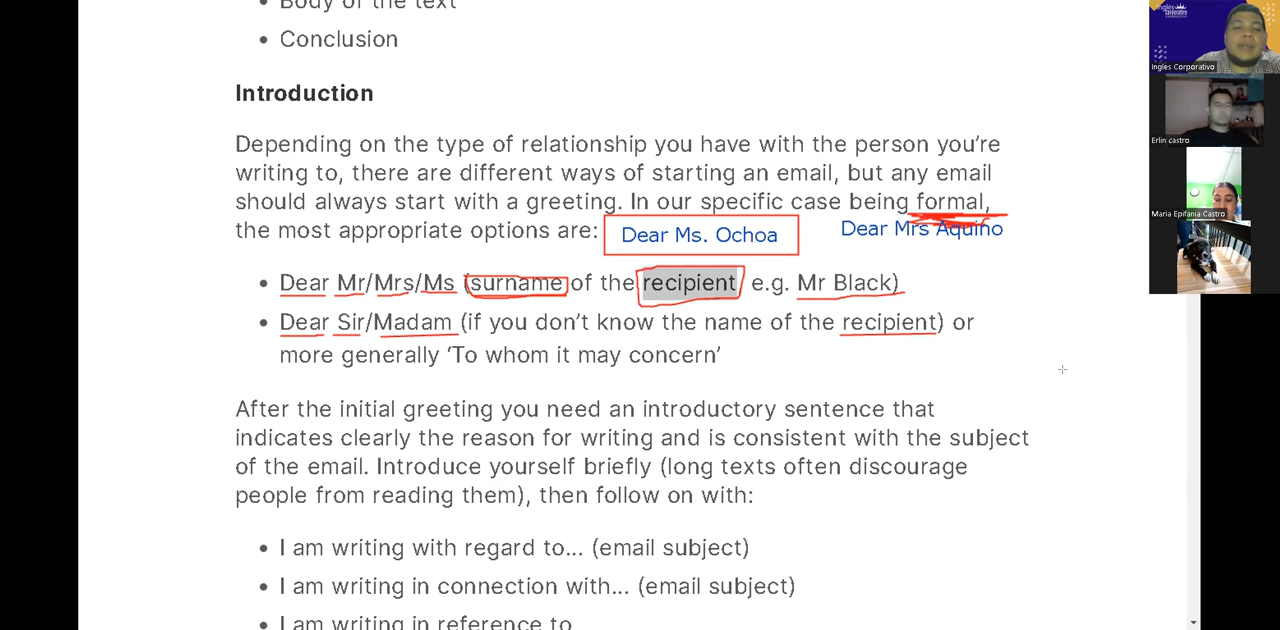 Body of the text
Conclusion
Introduction
Depending on the type of relationship you have with the person you're
writing to, there are different ways of starting an email, but any email
should always start with a greeting. In our specific case being formal,
the most appropriate options are:
Dear Ms. Ochoa
Dear Mrs Aquino
Dear Mr/Mrs/Ms (surname of the recipient e.g. Mr Black)
Dear Sir/Madam (if you don't know the name of the recipient) or
more generally 'To whom it may concern'
After the initial greeting you need an introductory sentence that
indicates clearly the reason for writing and is consistent with the subject
of the email. Introduce yourself briefly (long texts often discourage
people from reading them), then follow on with:
I am writing with regard to... (email subject)
I am writing in connection with... (email subject)
I am writing in reference to
Inglés
Corporativo
Ingles Corporativo
Erlin castro
Maria Epifania Castro